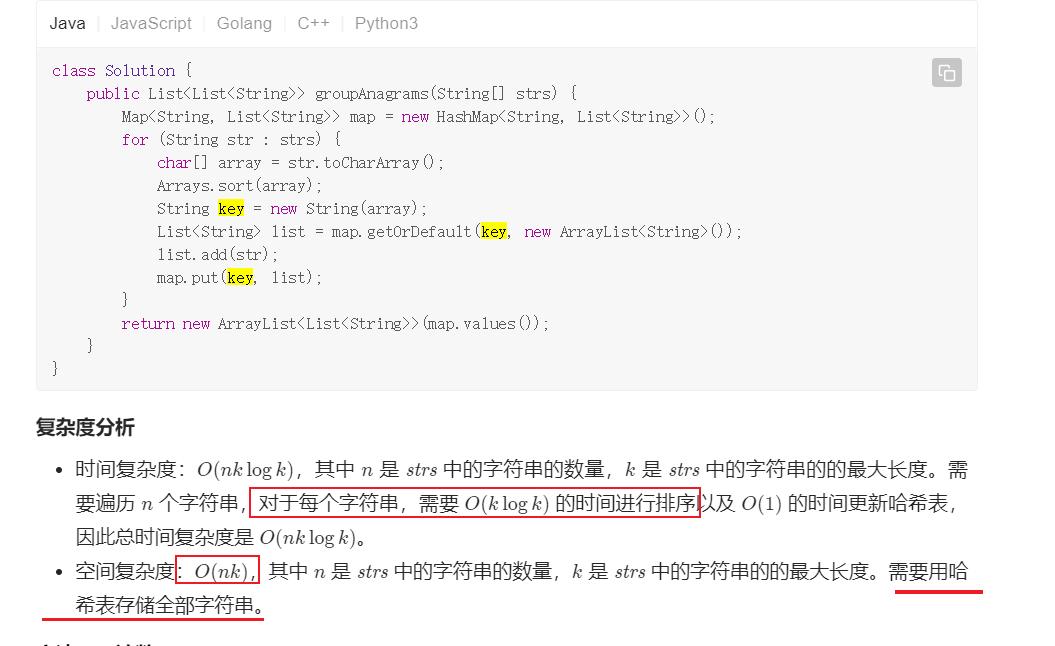 Java | JavaScript | Golang | C++ | Python3
class Solution {
    public List<List<String>> groupAnagrams(String[] strs) {
        Map<String, List<String>> map = new HashMap<String, List<String>>();
        for (String str : strs) {
            char[] array = str.toCharArray();
            Arrays.sort(array);
            String key = new String(array);
            List<String> list = map.getOrDefault(key, new ArrayList<String>());
            list.add(str);
            map.put(key, list);
        }
        return new ArrayList<List<String>>(map.values());
    }
}
复杂度分析
• 时间复杂度：O(nk log k)，其中 n 是 strs 中的字符串的数量，k 是 strs 中的字符串的的最大长度。需
要遍历 n 个字符串，对于每个字符串，需要 O(k log k) 的时间进行排序以及 O(1) 的时间更新哈希表，
因此总时间复杂度是 O(nk log k)。
• 空间复杂度：O(nk)，其中 n 是 strs 中的字符串的数量，k 是 strs 中的字符串的的最大长度。需要用哈
希表存储全部字符串。